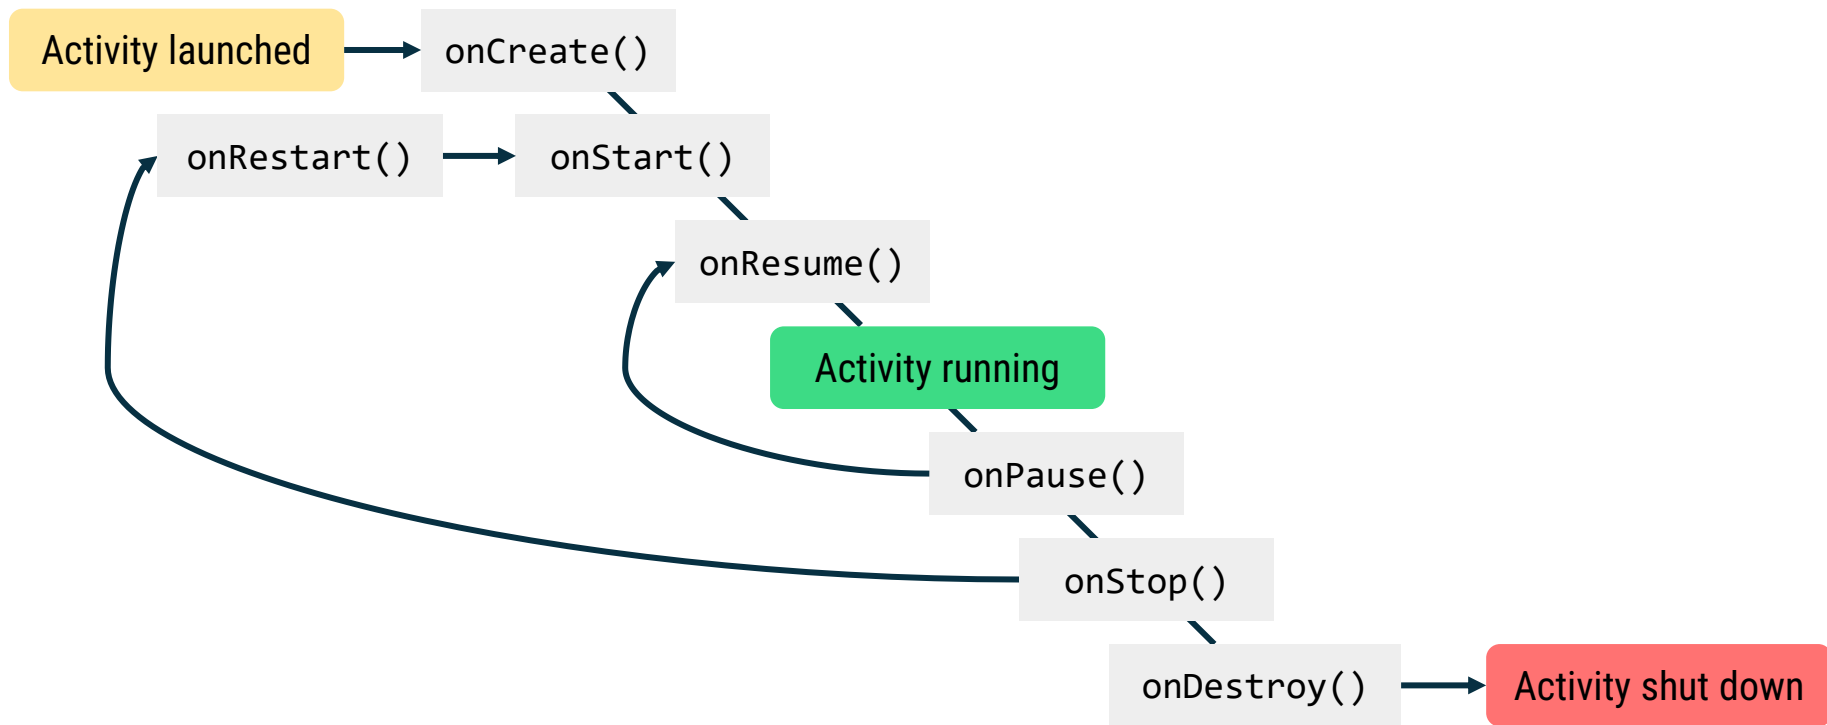 Activity launched
onCreate()
onRestart()
onStart()
onResume()
Activity running
onPause()
onStop()
onDestroy()
Activity shut down